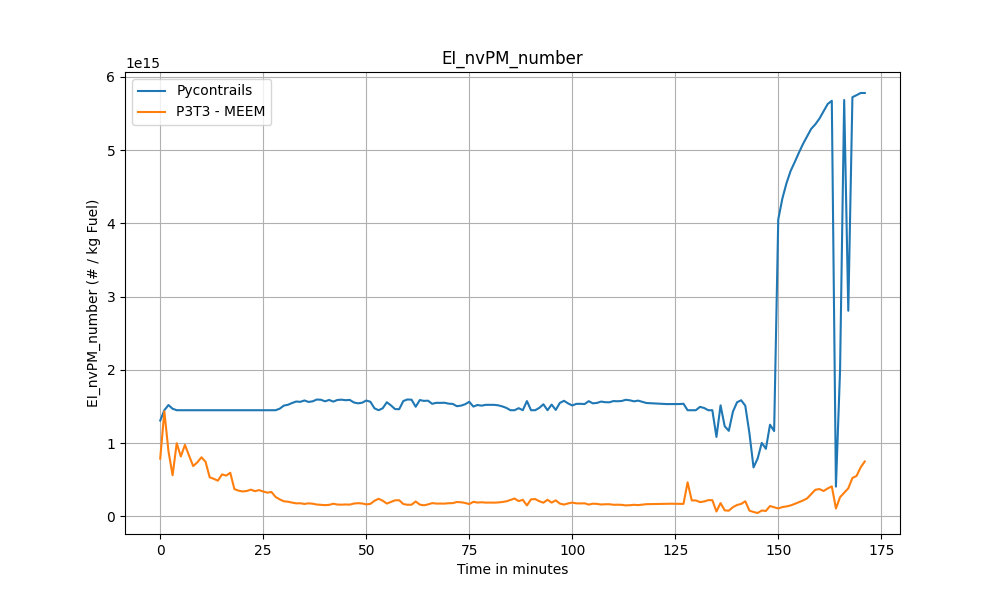 EI_nvPM_number
1e15
Pycontrails
P3T3 - MEEM
EI_nvPM_number (# / kg Fuel)
6
5
4
3
2
1
0
0 25 50 75 100 125 150 175
Time in minutes